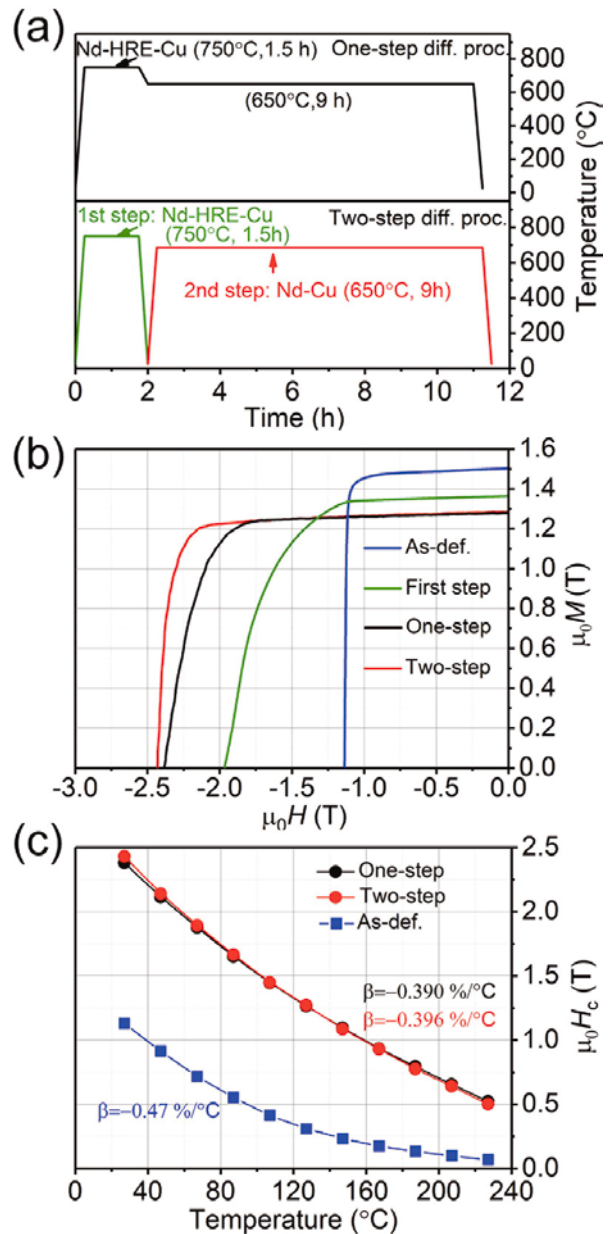 (a)
Nd-HRE-Cu (750°C,1.5 h) One-step diff. proc.
(650°C,9 h)
800
600
400
200
0
1st step: Nd-HRE-Cu Two-step diff. proc.
(750°C, 1.5h)
2nd step: Nd-Cu (650°C, 9h)
800
600
400
200
0
Temperature (°C)
0 2 4 6 8 10 12
Time (h)
(b)
1.6
1.4
1.2
1.0
0.8
0.6
0.4
0.2
0.0
As-def.
First step
One-step
Two-step
μ₀M (T)
-3.0 -2.5 -2.0 -1.5 -1.0 -0.5 0.0
μ₀H (T)
(c)
2.5
2.0
1.5
1.0
0.5
0.0
One-step
Two-step
As-def.
β=−0.390 %/°C
β=−0.396 %/°C
β=−0.47 %/°C
μ₀H_c (T)
0 40 80 120 160 200 240
Temperature (°C)